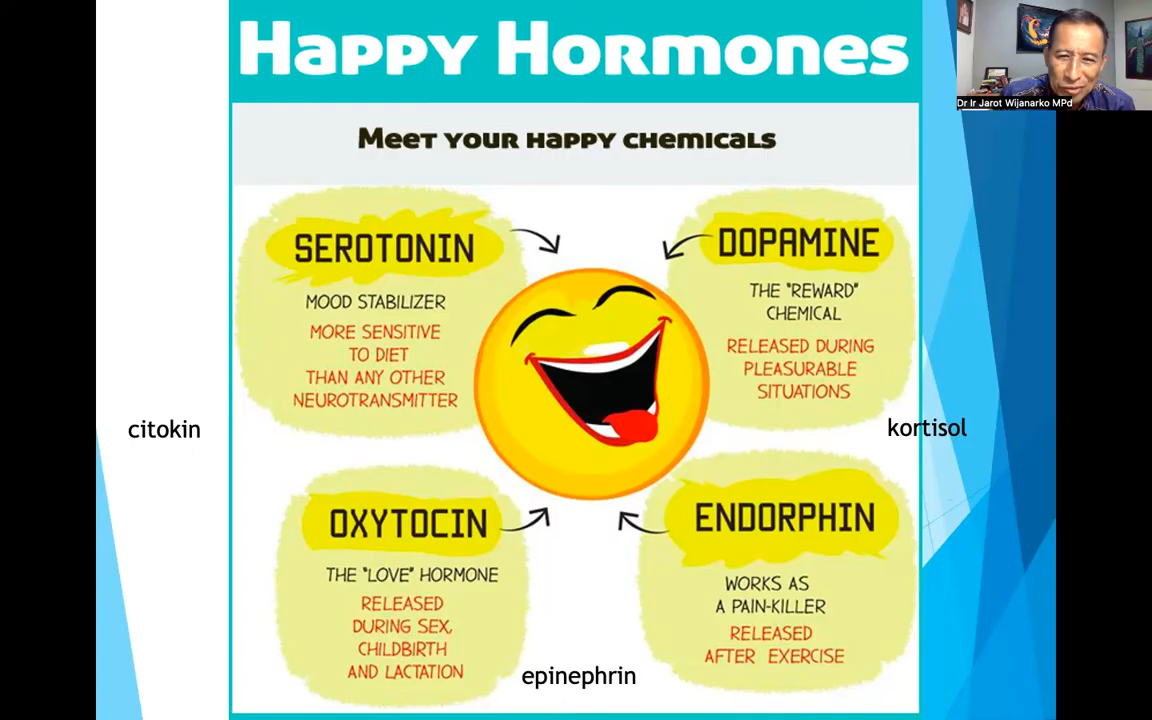 Happy Hormones
Dr Ir Jarot Wijanarko MPd
Meet your happy chemicals
SEROTONIN
MOOD STABILIZER
MORE SENSITIVE
TO DIET
THAN ANY OTHER
NEUROTRANSMITTER
DOPAMINE
THE "REWARD"
CHEMICAL
RELEASED DURING
PLEASURABLE
SITUATIONS
citokin
kortisol
OXYTOCIN
THE "LOVE" HORMONE
RELEASED
DURING SEX,
CHILDBIRTH
AND LACTATION
ENDORPHIN
WORKS AS
A PAIN-KILLER
RELEASED
AFTER EXERCISE
epinephrin